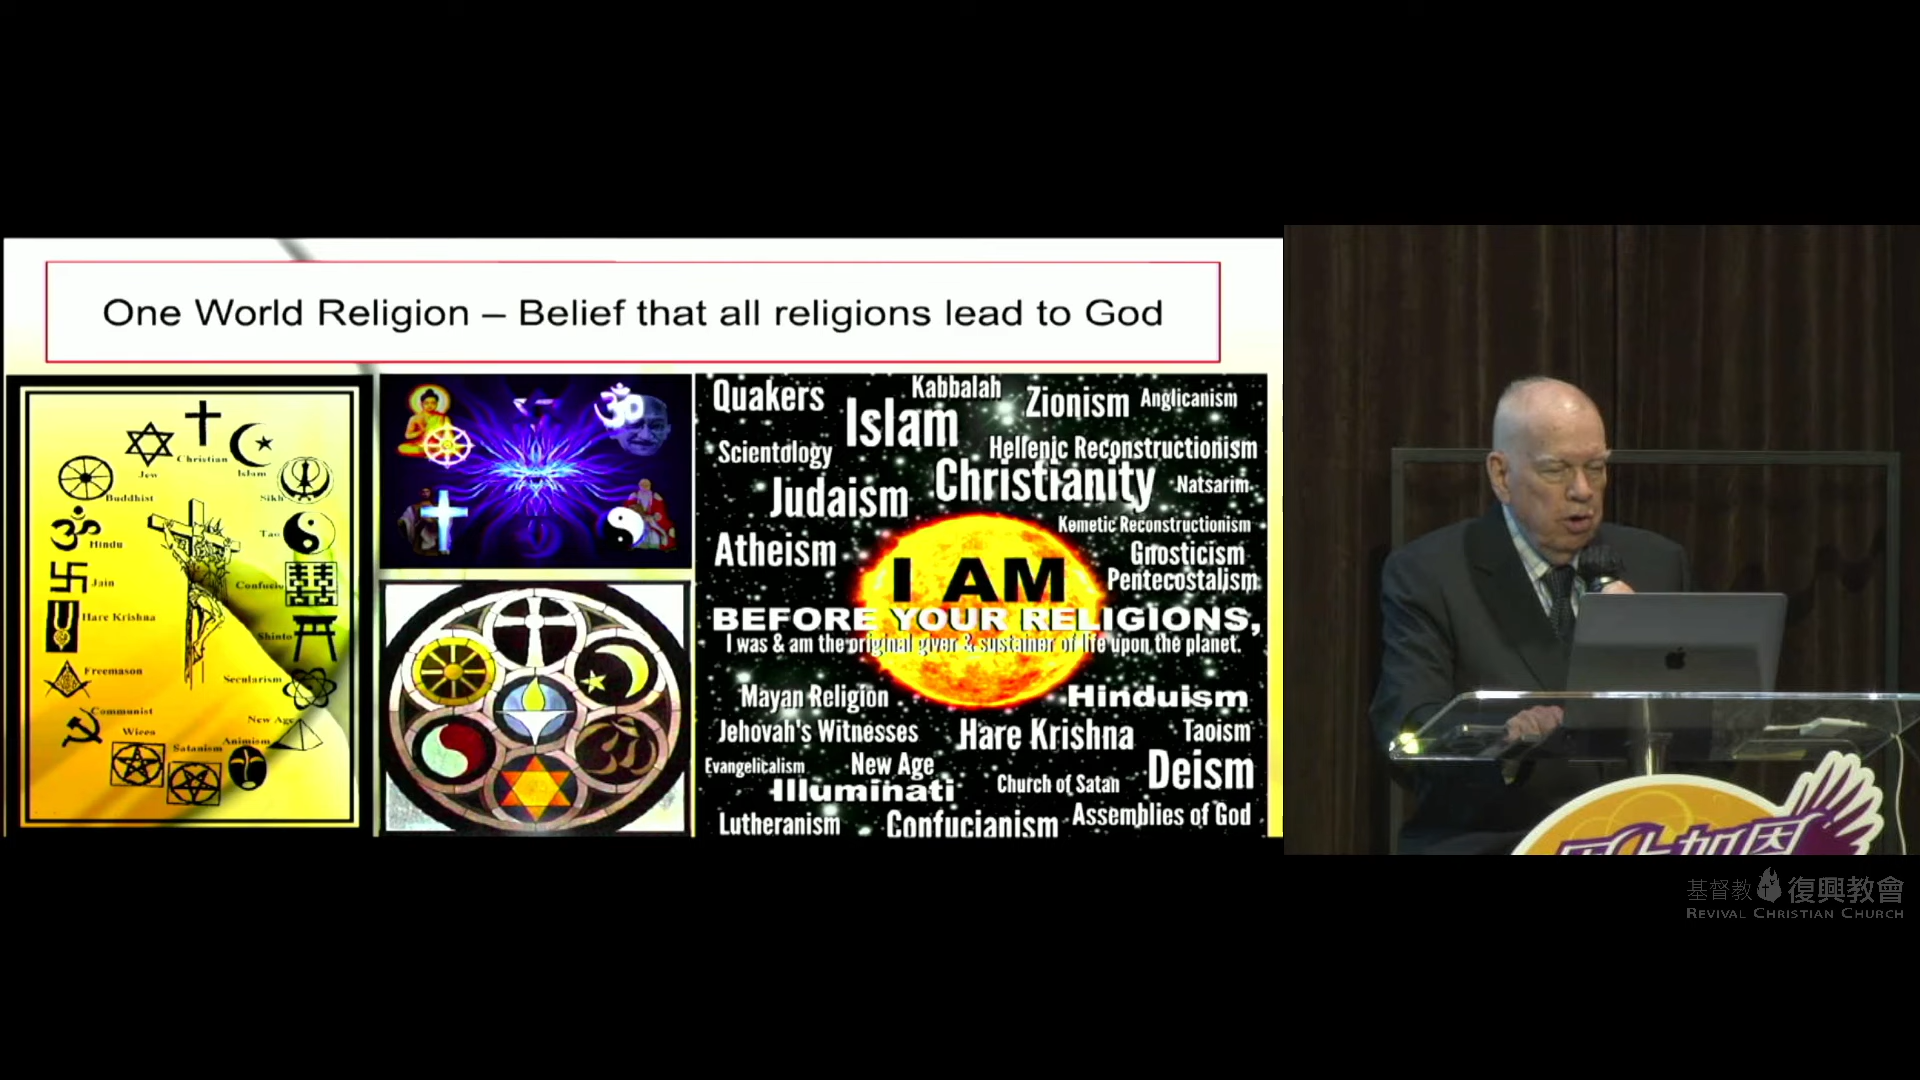 One World Religion – Belief that all religions lead to God
Christian
Jew
Islam
Buddhist
Sikh
Hindu
Tao
Jain
Confucic
Hare Krishna
Shinto
Freemason
Secularism
Communist
New Age
Wicca
Satanism
Animism
Quakers
Kabbalah
Zionism
Anglicanism
Islam
Scientology
Hellenic Reconstructionism
Christianity
Judaism
Natsarim
Kemetic Reconstructionism
Atheism
Gnosticism
I AM
Pentecostalism
BEFORE YOUR RELIGIONS,
I was & am the original giver & sustainer of life upon the planet.
Mayan Religion
Hinduism
Jehovah's Witnesses
Hare Krishna
Taoism
Evangelicalism
New Age
Church of Satan
Deism
Illuminati
Lutheranism
Confucianism
Assemblies of God
基督教 復興教會
REVIVAL CHRISTIAN CHURCH